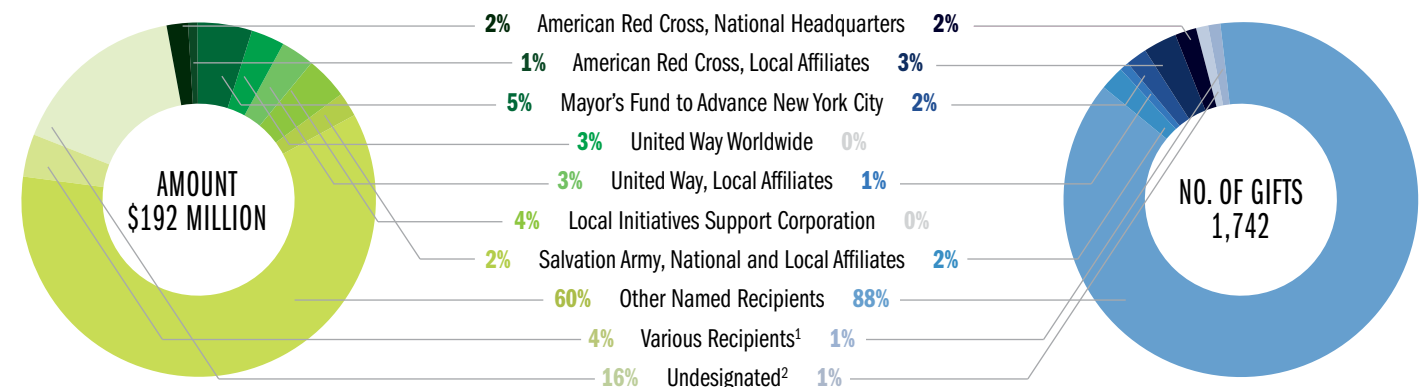 2% American Red Cross, National Headquarters 2%
1% American Red Cross, Local Affiliates 3%
5% Mayor's Fund to Advance New York City 2%
3% United Way Worldwide 0%
3% United Way, Local Affiliates 1%
4% Local Initiatives Support Corporation 0%
2% Salvation Army, National and Local Affiliates 2%
60% Other Named Recipients 88%
4% Various Recipients¹ 1%
16% Undesignated² 1%
AMOUNT
$192 MILLION
NO. OF GIFTS
1,742